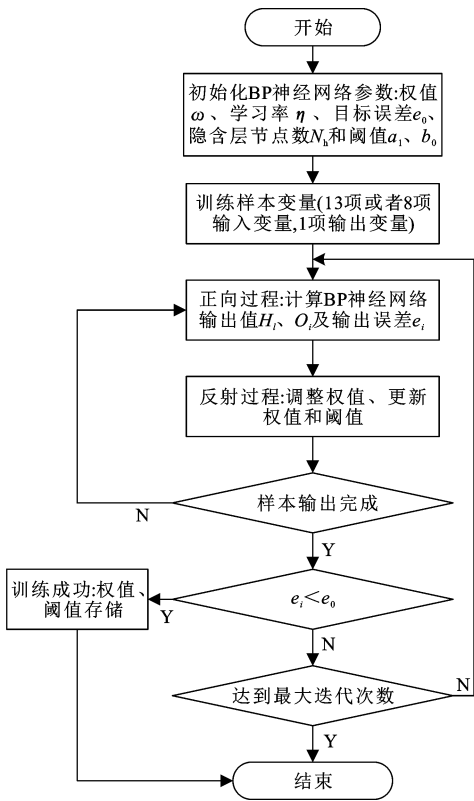 开始
初始化BP神经网络参数:权值
ω、学习率η、目标误差e₀、
隐含层节点数Nₕ和阈值a₁、b₀
训练样本变量(13项或者8项
输入变量,1项输出变量)
正向过程:计算BP神经网络
输出值Hᵢ、Oᵢ及输出误差eᵢ
反射过程:调整权值、更新
权值和阈值
样本输出完成
N
Y
eᵢ<e₀
训练成功:权值、
阈值存储
Y
N
达到最大迭代次数
N
Y
结束